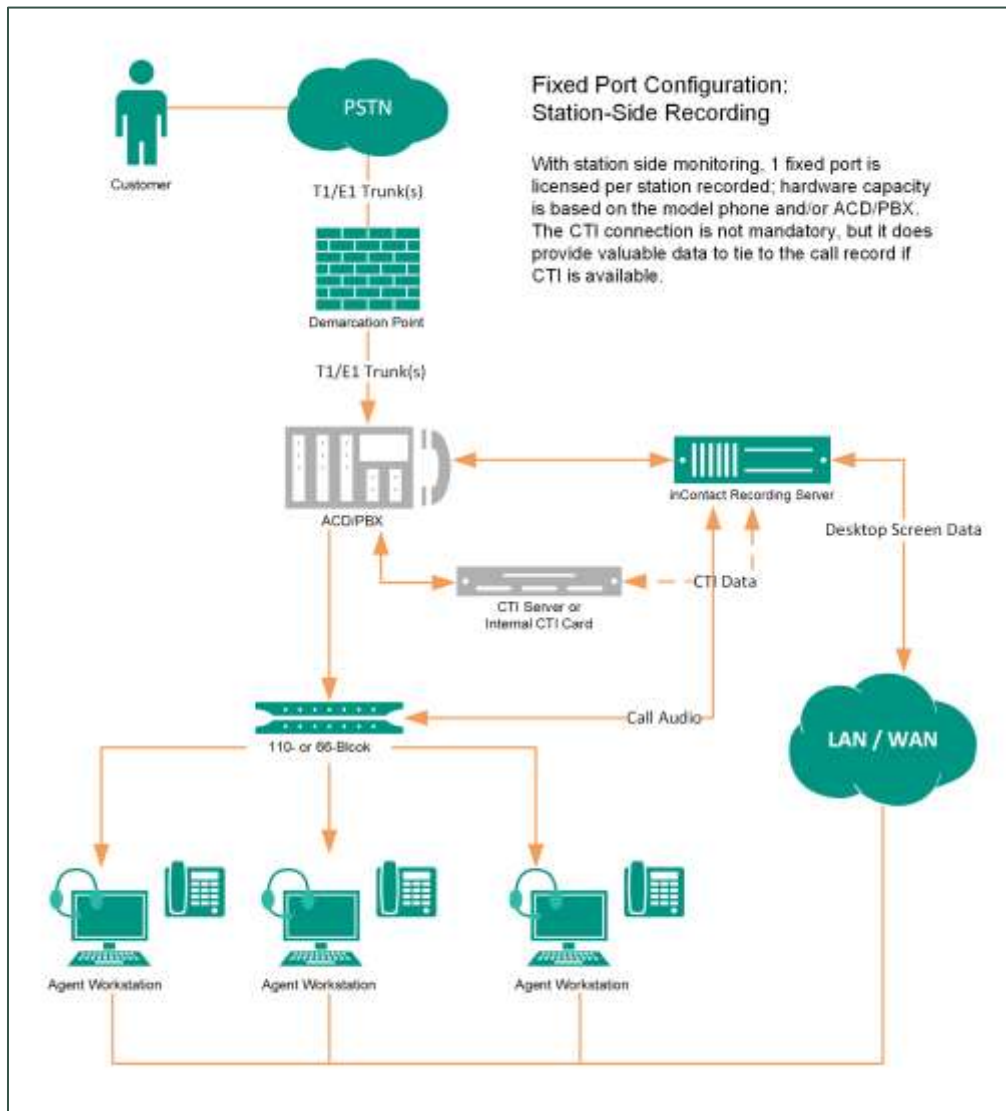 Fixed Port Configuration:
Station-Side Recording
With station side monitoring, 1 fixed port is
licensed per station recorded; hardware capacity
is based on the model phone and/or ACD/PBX.
The CTI connection is not mandatory, but it does
provide valuable data to tie to the call record if
CTI is available.
PSTN
Customer
T1/E1 Trunk(s)
Demarcation Point
T1/E1 Trunk(s)
ACD/PBX
inContact Recording Server
Desktop Screen Data
CTI Data
CTI Server or
Internal CTI Card
Call Audio
110- or 66-Blcok
LAN / WAN
Agent Workstation
Agent Workstation
Agent Workstation